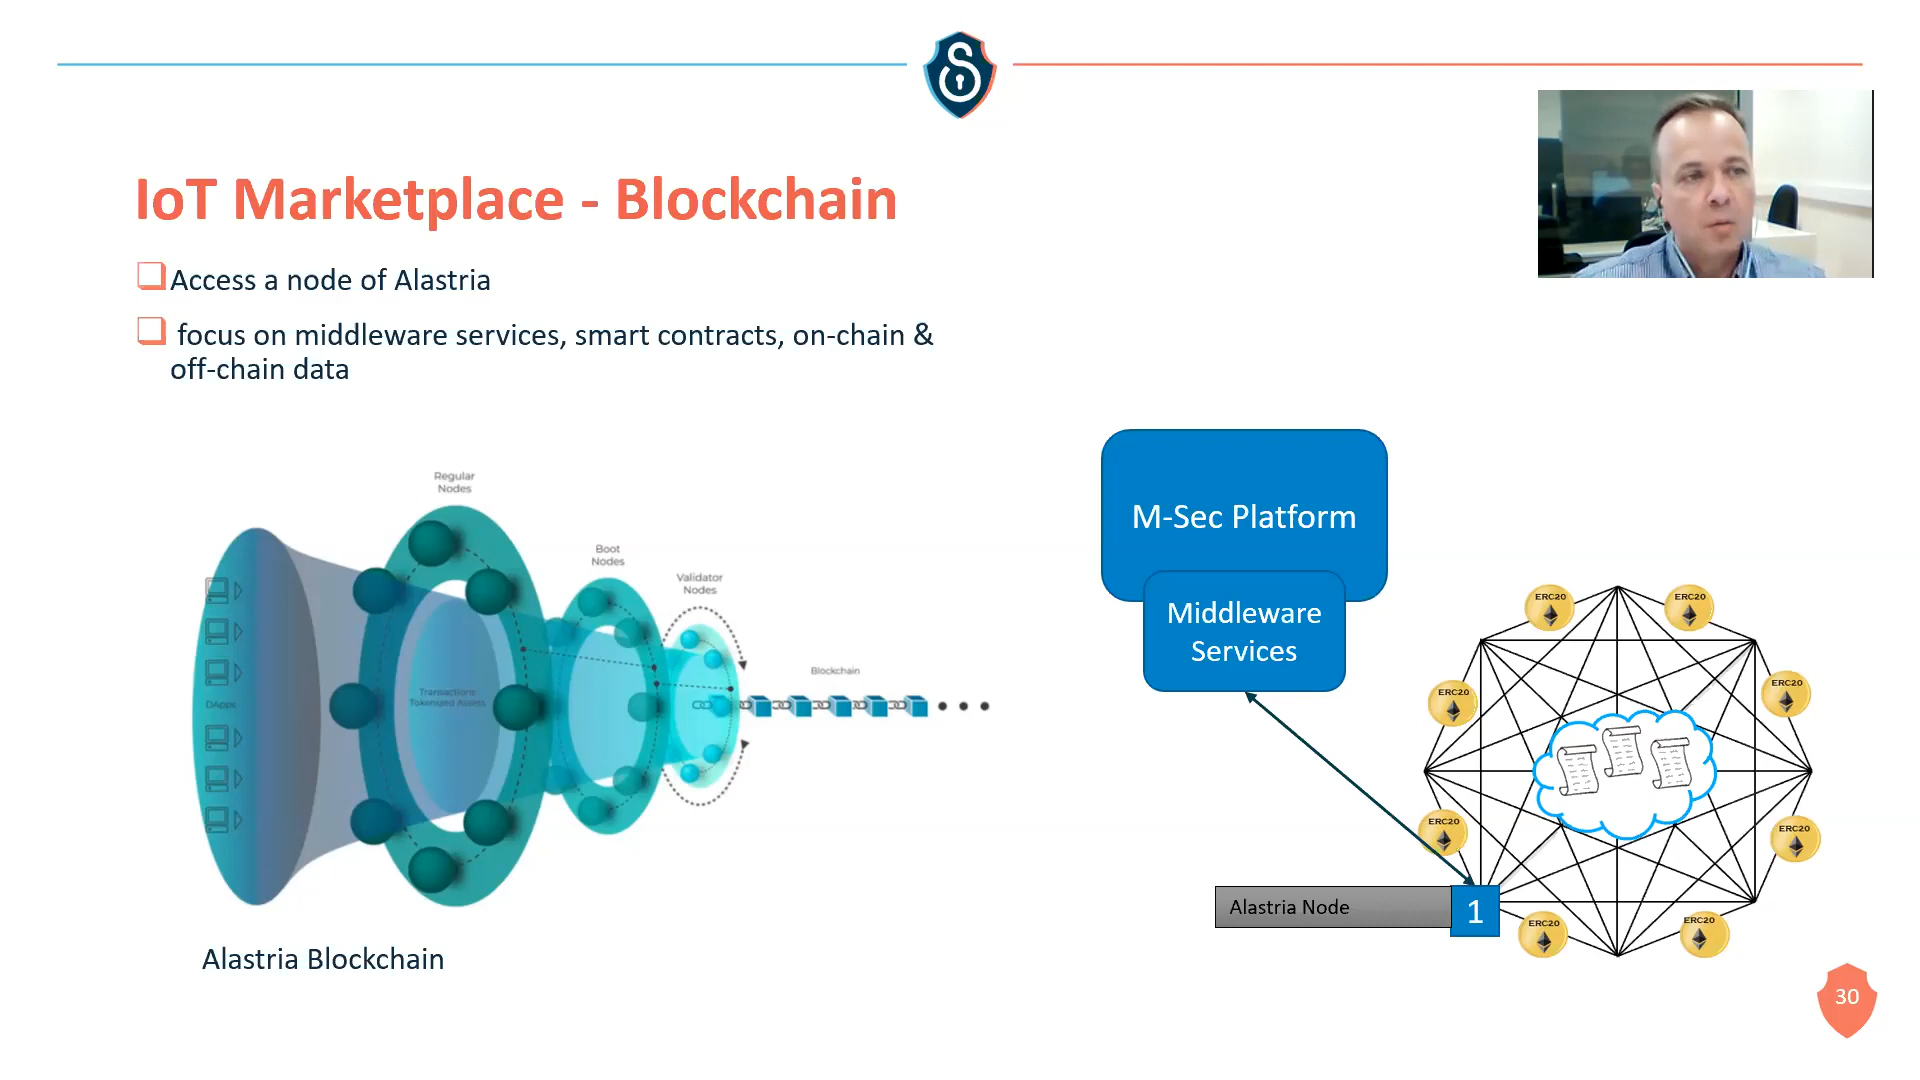 IoT Marketplace - Blockchain
Access a node of Alastria
focus on middleware services, smart contracts, on-chain &
off-chain data
Regular
Nodes
Boot
Nodes
Validator
Nodes
Blockchain
DApps
Transactions
Tokenized Assets
Alastria Blockchain
M-Sec Platform
Middleware
Services
ERC20
ERC20
ERC20
ERC20
ERC20
ERC20
ERC20
ERC20
Alastria Node
1
30